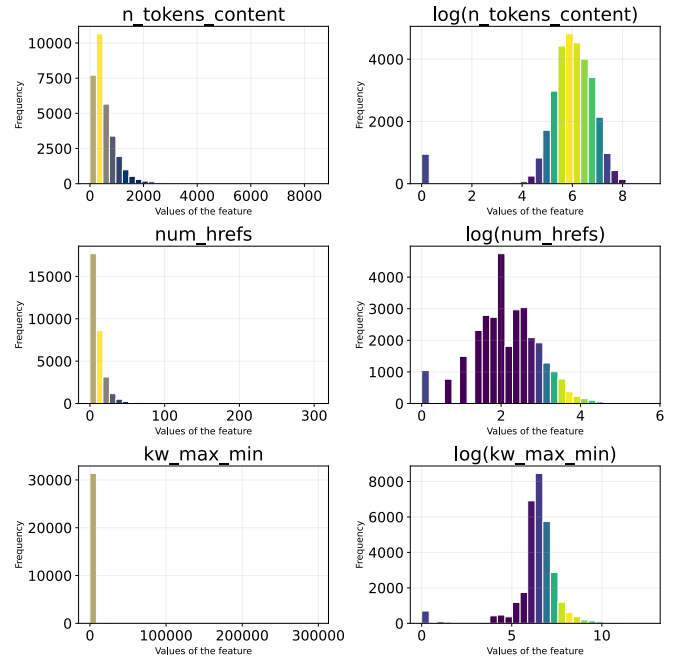 n_tokens_content
10000
7500
5000
2500
0
Frequency
0 2000 4000 6000 8000
Values of the feature
log(n_tokens_content)
4000
2000
0
Frequency
0 2 4 6 8
Values of the feature
num_hrefs
15000
10000
5000
0
Frequency
0 100 200 300
Values of the feature
log(num_hrefs)
4000
3000
2000
1000
0
Frequency
0 2 4 6
Values of the feature
kw_max_min
30000
20000
10000
0
Frequency
0 100000 200000 300000
Values of the feature
log(kw_max_min)
8000
6000
4000
2000
0
Frequency
0 5 10
Values of the feature